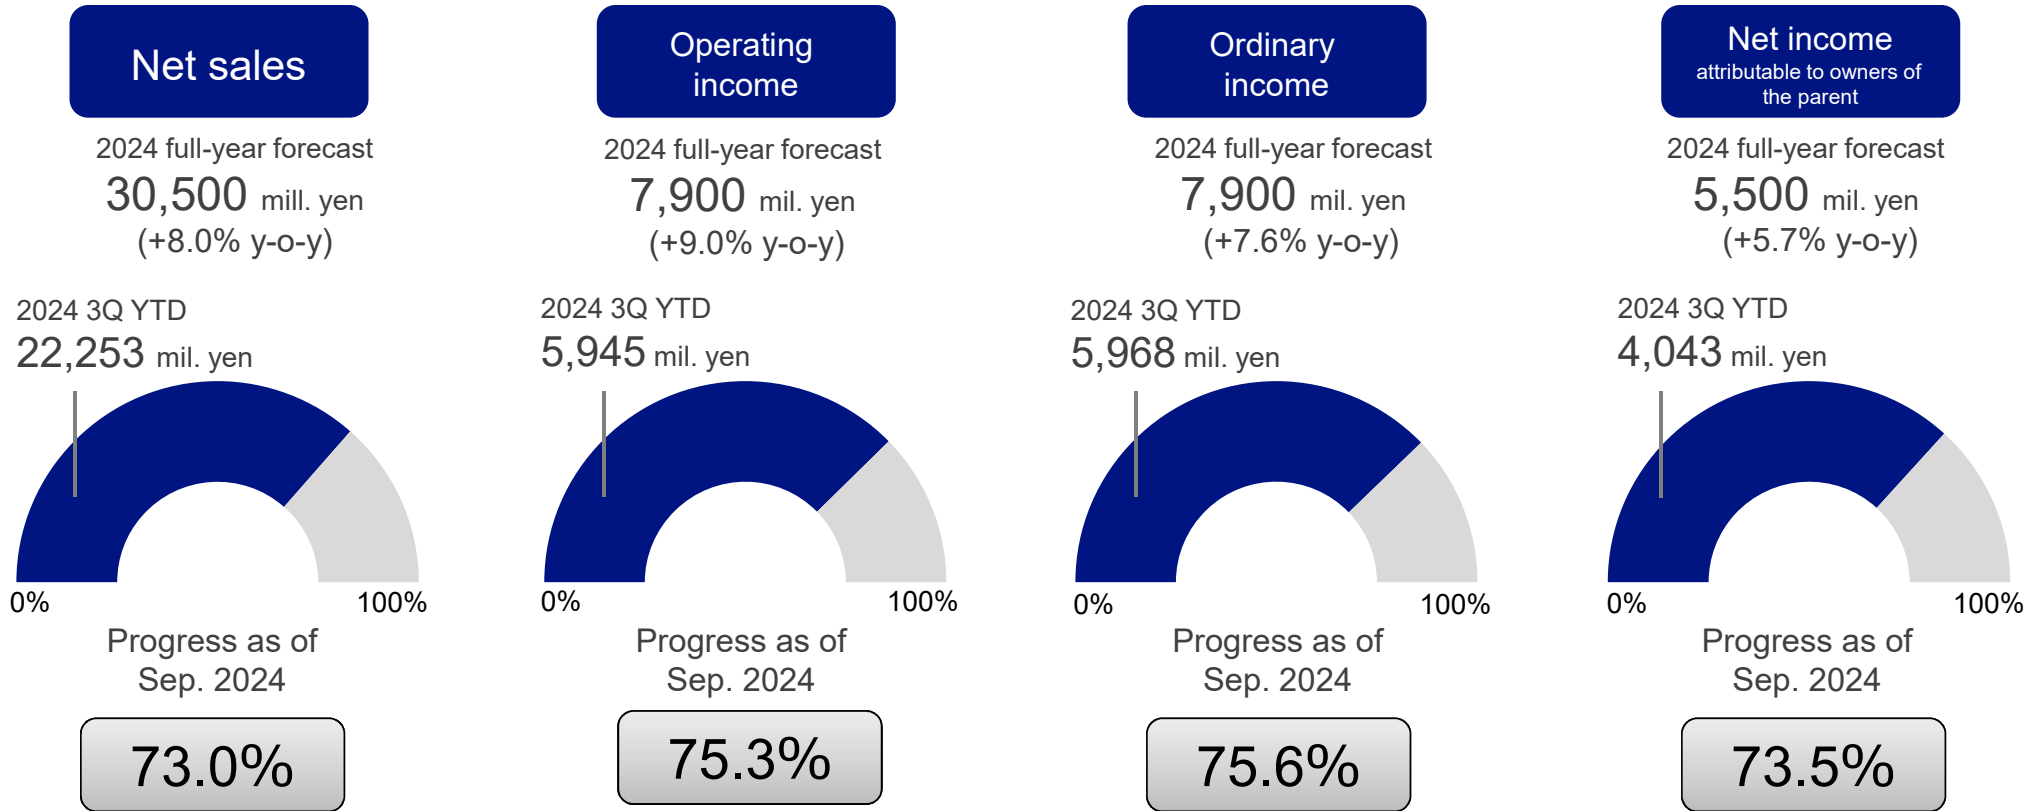 Net sales
2024 full-year forecast
30,500 mill. yen
(+8.0% y-o-y)
2024 3Q YTD
22,253 mil. yen
0% 100%
Progress as of
Sep. 2024
73.0%
Operating
income
2024 full-year forecast
7,900 mil. yen
(+9.0% y-o-y)
2024 3Q YTD
5,945 mil. yen
0% 100%
Progress as of
Sep. 2024
75.3%
Ordinary
income
2024 full-year forecast
7,900 mil. yen
(+7.6% y-o-y)
2024 3Q YTD
5,968 mil. yen
0% 100%
Progress as of
Sep. 2024
75.6%
Net income
attributable to owners of
the parent
2024 full-year forecast
5,500 mil. yen
(+5.7% y-o-y)
2024 3Q YTD
4,043 mil. yen
0% 100%
Progress as of
Sep. 2024
73.5%